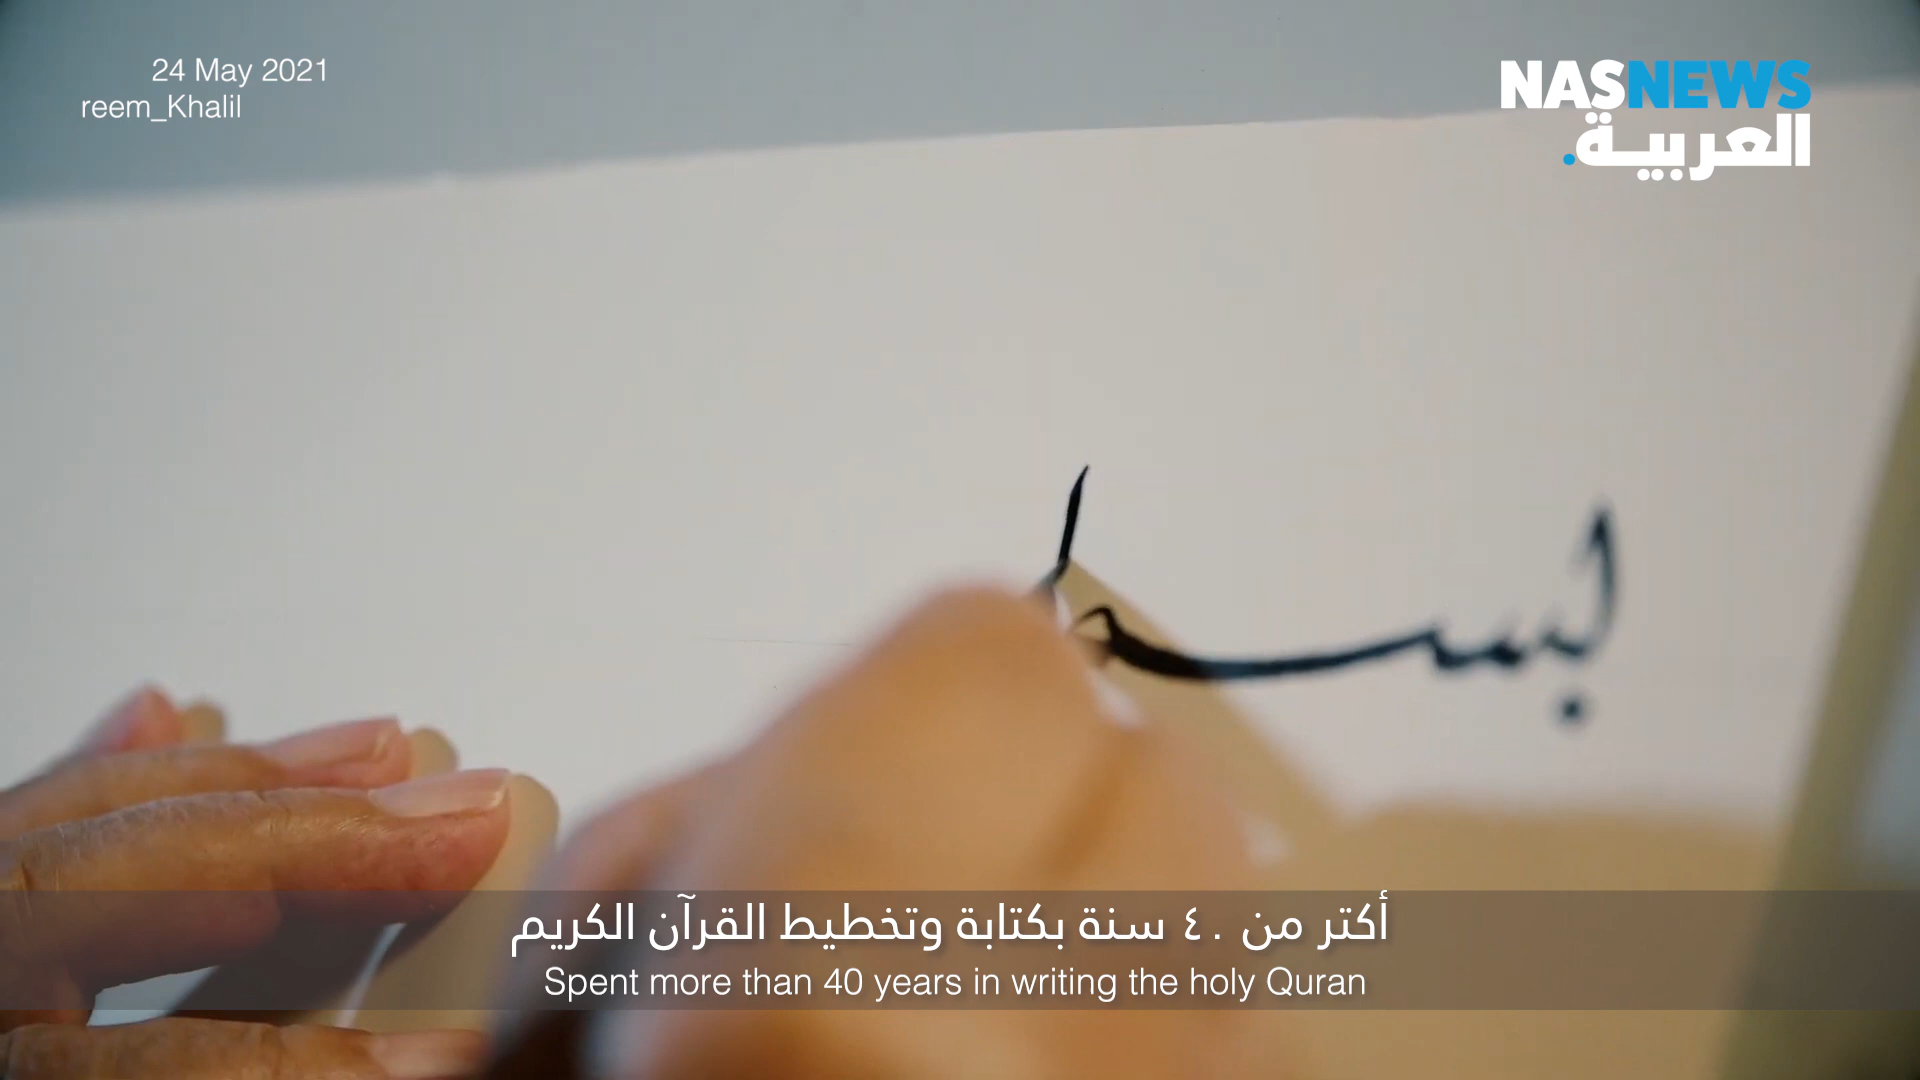 24 May 2021
reem_Khalil
NASNEWS
العربية.
بسم ا
أكتر من ٤٠ سنة بكتابة وتخطيط القرآن الكريم
Spent more than 40 years in writing the holy Quran